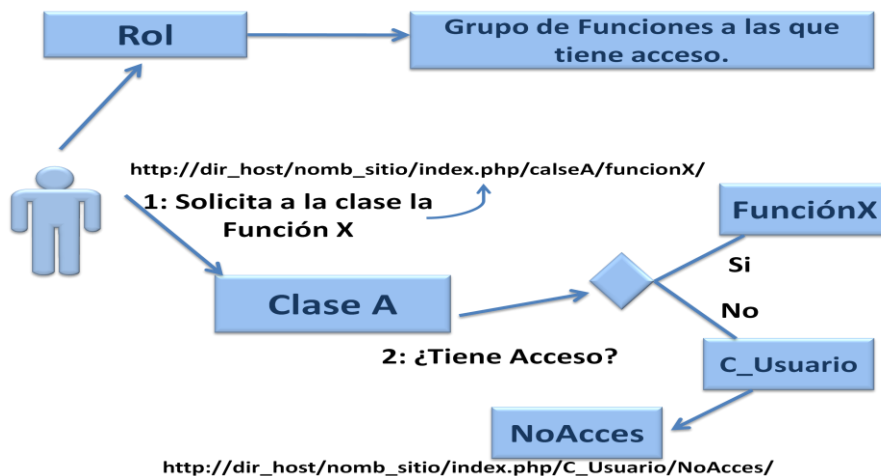 Rol
Grupo de Funciones a las que
tiene acceso.
http://dir_host/nomb_sitio/index.php/calseA/funcionX/
1: Solicita a la clase la
Función X
FunciónX
Si
Clase A
No
2: ¿Tiene Acceso?
C_Usuario
NoAcces
http://dir_host/nomb_sitio/index.php/C_Usuario/NoAcces/